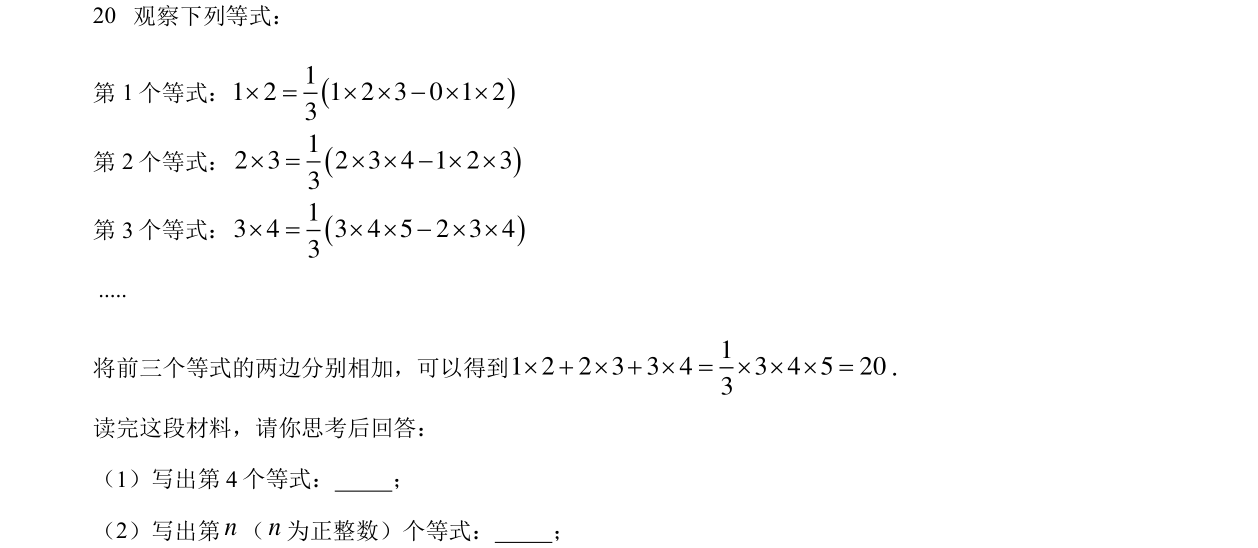 20 观察下列等式：
第 1 个等式：1×2=\frac{1}{3}(1×2×3−0×1×2)
第 2 个等式：2×3=\frac{1}{3}(2×3×4−1×2×3)
第 3 个等式：3×4=\frac{1}{3}(3×4×5−2×3×4)
.....
将前三个等式的两边分别相加，可以得到1×2+2×3+3×4=\frac{1}{3}×3×4×5=20．
读完这段材料，请你思考后回答：
（1）写出第 4 个等式：_____；
（2）写出第 n（n 为正整数）个等式：_____；